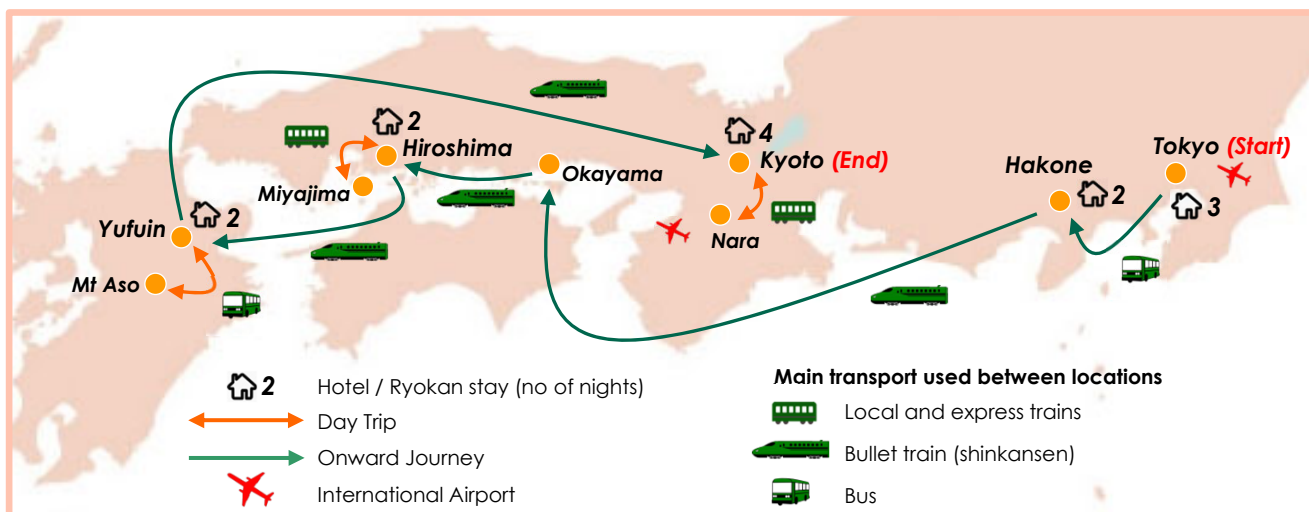 2
Hiroshima
Miyajima
Okayama
4
Kyoto (End)
Nara
Tokyo (Start)
3
Hakone
2
Yufuin
2
Mt Aso
2 Hotel / Ryokan stay (no of nights)
Day Trip
Onward Journey
International Airport
Main transport used between locations
Local and express trains
Bullet train (shinkansen)
Bus